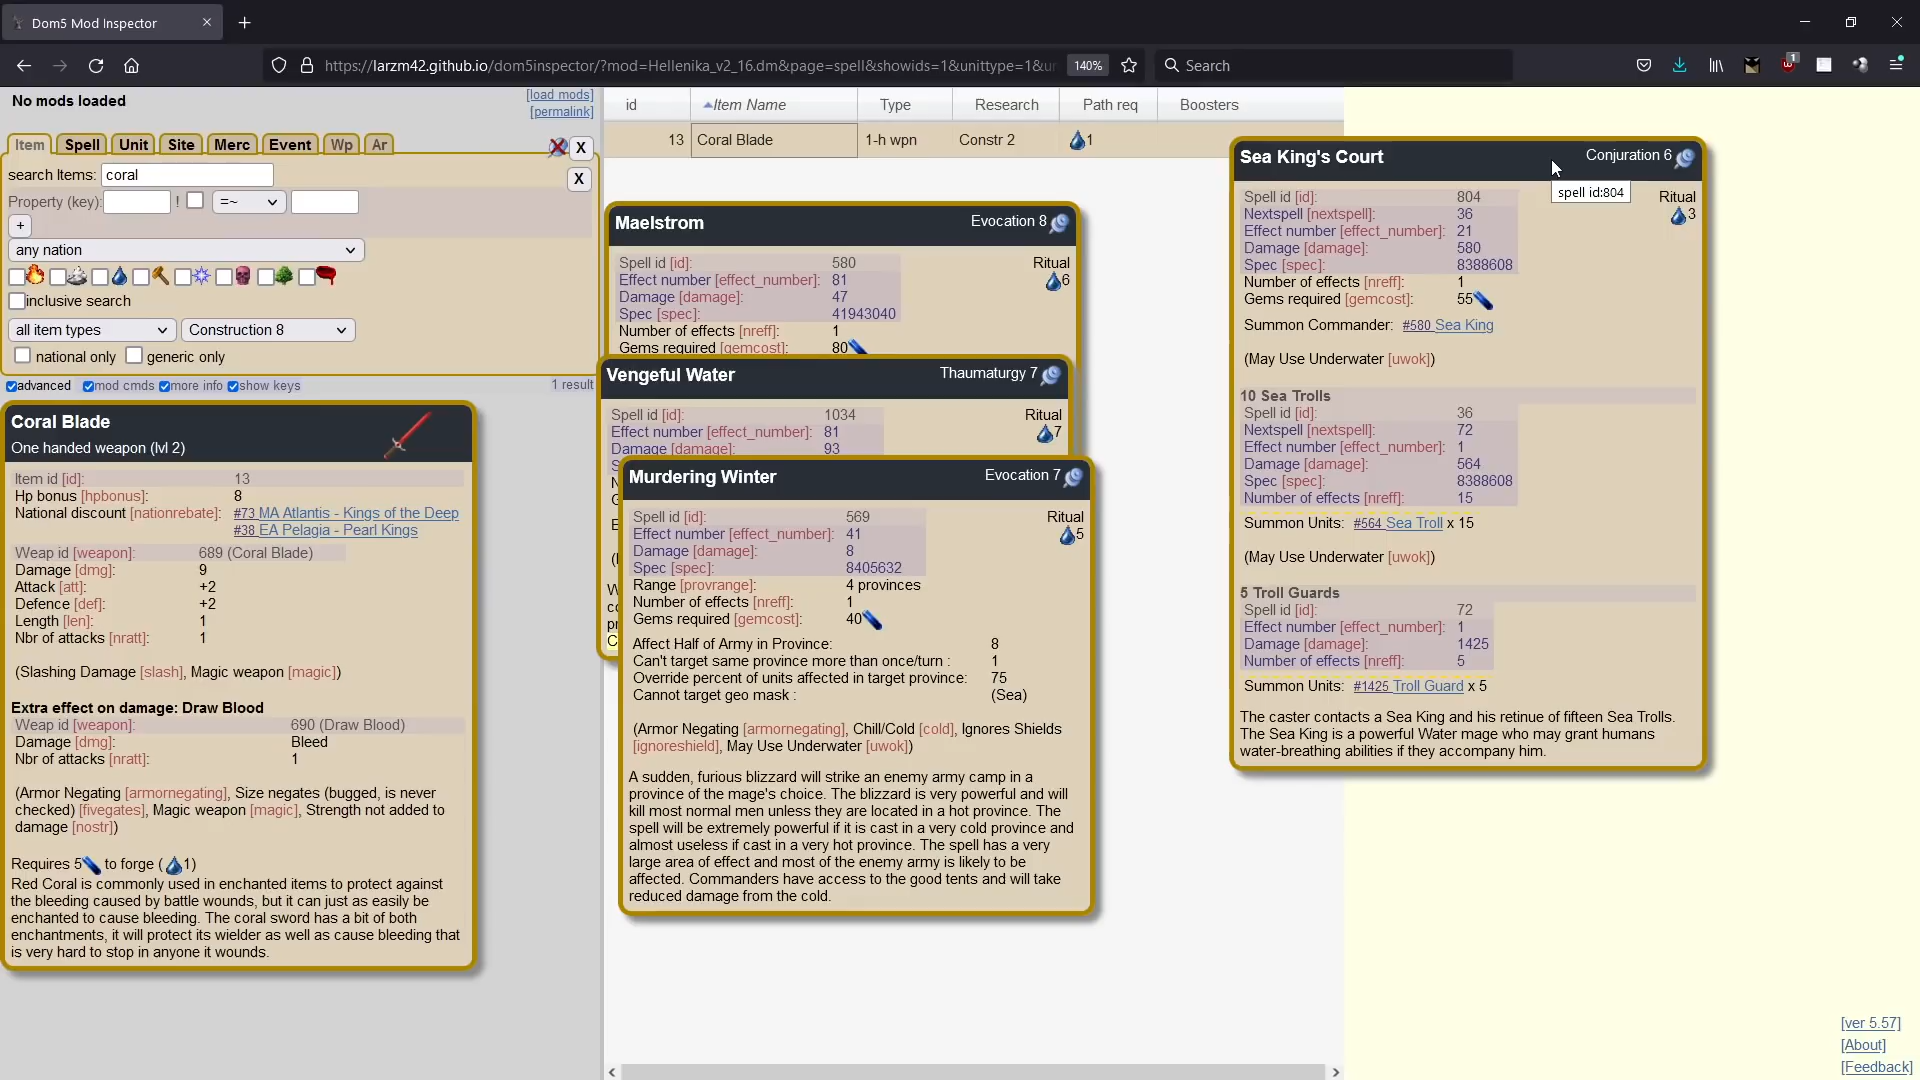 Dom5 Mod Inspector
https://larzm42.github.io/dom5inspector/?mod=Hellenika_v2_16.dm&page=spell&showids=1&unittype=1&ur
140%
Search
1
No mods loaded
[load mods]
[permalink]
Item Spell Unit Site Merc Event Wp Ar
X
search Items: coral
X
Property (key): ! =~
+
any nation
inclusive search
all item types Construction 8
national only generic only
advanced mod cmds more info show keys 1 result
Coral Blade
One handed weapon (lvl 2)
Item id [id]: 13
Hp bonus [hpbonus]: 8
National discount [nationrebate]: #73 MA Atlantis - Kings of the Deep
#38 EA Pelagia - Pearl Kings
Weap id [weapon]: 689 (Coral Blade)
Damage [dmg]: 9
Attack [att]: +2
Defence [def]: +2
Length [len]: 1
Nbr of attacks [nratt]: 1
(Slashing Damage [slash], Magic weapon [magic])
Extra effect on damage: Draw Blood
Weap id [weapon]: 690 (Draw Blood)
Damage [dmg]: Bleed
Nbr of attacks [nratt]: 1
(Armor Negating [armornegating], Size negates (bugged, is never
checked) [fivegates], Magic weapon [magic], Strength not added to
damage [nostr])
Requires 5 to forge ( 1)
Red Coral is commonly used in enchanted items to protect against
the bleeding caused by battle wounds, but it can just as easily be
enchanted to cause bleeding. The coral sword has a bit of both
enchantments, it will protect its wielder as well as cause bleeding that
is very hard to stop in anyone it wounds.
id Item Name Type Research Path req Boosters
13 Coral Blade 1-h wpn Constr 2 1
Maelstrom Evocation 8
Spell id [id]: 580 Ritual
Effect number [effect_number]: 81 6
Damage [damage]: 47
Spec [spec]: 41943040
Number of effects [nreff]: 1
Gems required [gemcost]: 80
Vengeful Water Thaumaturgy 7
Spell id [id]: 1034 Ritual
Effect number [effect_number]: 81 7
Damage [damage]: 93
Murdering Winter Evocation 7
Spell id [id]: 569 Ritual
Effect number [effect_number]: 41 5
Damage [damage]: 8
Spec [spec]: 8405632
Range [provrange]: 4 provinces
Number of effects [nreff]: 1
Gems required [gemcost]: 40
Affect Half of Army in Province: 8
Can't target same province more than once/turn : 1
Override percent of units affected in target province: 75
Cannot target geo mask : (Sea)
(Armor Negating [armornegating], Chill/Cold [cold], Ignores Shields
[ignoreshield], May Use Underwater [uwok])
A sudden, furious blizzard will strike an enemy army camp in a
province of the mage's choice. The blizzard is very powerful and will
kill most normal men unless they are located in a hot province. The
spell will be extremely powerful if it is cast in a very cold province and
almost useless if cast in a very hot province. The spell has a very
large area of effect and most of the enemy army is likely to be
affected. Commanders have access to the good tents and will take
reduced damage from the cold.
Sea King's Court Conjuration 6
spell id:804
Spell id [id]: 804 Ritual
Nextspell [nextspell]: 36 3
Effect number [effect_number]: 21
Damage [damage]: 580
Spec [spec]: 8388608
Number of effects [nreff]: 1
Gems required [gemcost]: 55
Summon Commander: #580 Sea King
(May Use Underwater [uwok])
10 Sea Trolls
Spell id [id]: 36
Nextspell [nextspell]: 72
Effect number [effect_number]: 1
Damage [damage]: 564
Spec [spec]: 8388608
Number of effects [nreff]: 15
Summon Units: #564 Sea Troll x 15
(May Use Underwater [uwok])
5 Troll Guards
Spell id [id]: 72
Effect number [effect_number]: 1
Damage [damage]: 1425
Number of effects [nreff]: 5
Summon Units: #1425 Troll Guard x 5
The caster contacts a Sea King and his retinue of fifteen Sea Trolls.
The Sea King is a powerful Water mage who may grant humans
water-breathing abilities if they accompany him.
[ver 5.57]
[About]
[Feedback]